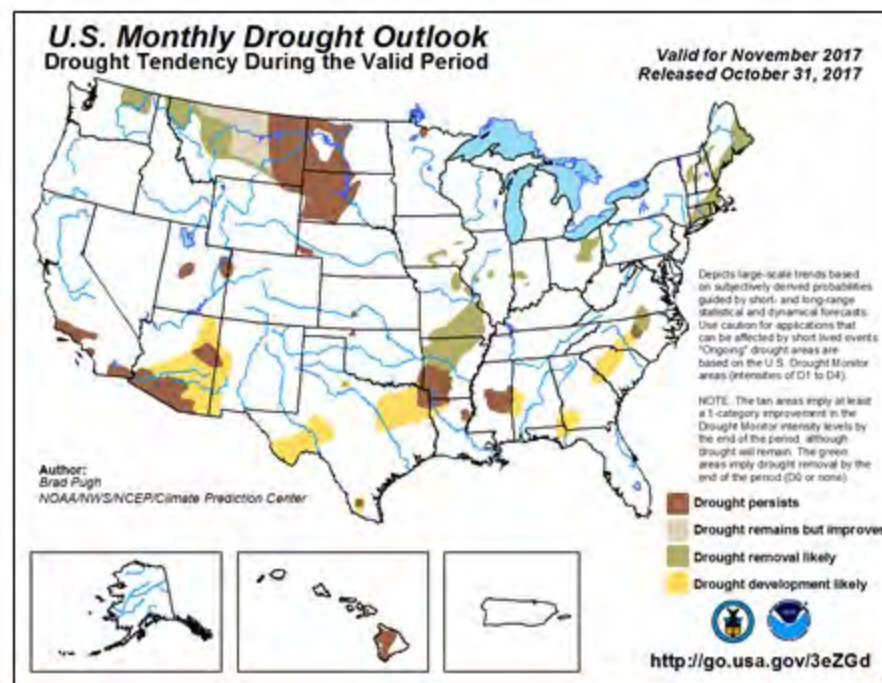 U.S. Monthly Drought Outlook
Drought Tendency During the Valid Period
Valid for November 2017
Released October 31, 2017
Depicts large-scale trends based
on subjectively derived probabilities
guided by short- and long-range
statistical and dynamical forecasts.
Use caution for applications that
can be affected by short lived events.
"Ongoing" drought areas are
based on the U.S. Drought Monitor
areas (intensities of D1 to D4).
NOTE: The tan areas imply at least
a 1-category improvement in the
Drought Monitor intensity levels by
the end of the period, although
drought will remain. The green
areas imply drought removal by the
end of the period (D0 or none).
Author:
Brad Pugh
NOAA/NWS/NCEP/Climate Prediction Center
Drought persists
Drought remains but improve
Drought removal likely
Drought development likely
http://go.usa.gov/3eZGd